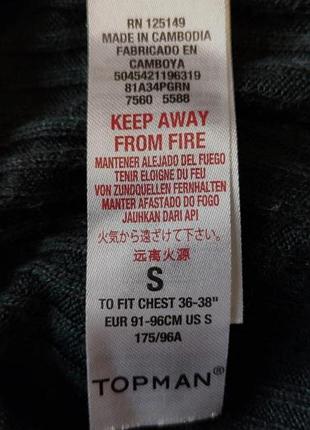 RN 125149
MADE IN CAMBODIA
FABRICADO EN
CAMBOYA
5045421196319
81A34PGRN
7560 5588
KEEP AWAY
FROM FIRE
MANTENER ALEJADO DEL FUEGO
TENIR ELOIGNE DU FEU
VON ZUNDQUELLEN FERNHALTEN
MANTER AFASTADO DO FOGO
JAUHKAN DARI API
火気から遠ざけて下さい。
远离火源
S
TO FIT CHEST 36-38"
EUR 91-96CM US S
175/96A
TOPMAN®